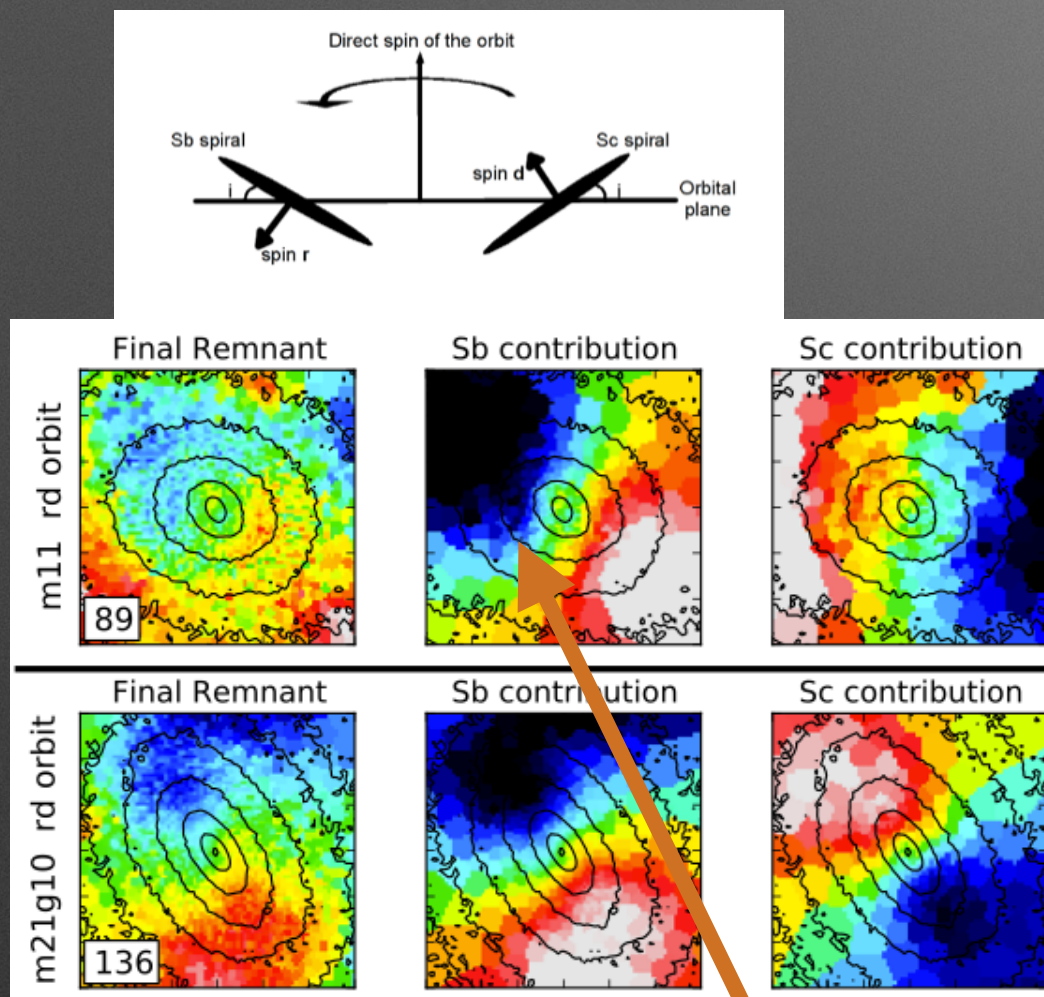 Direct spin of the orbit
Sb spiral
Sc spiral
spin d
i
i
Orbital
plane
spin r
Final Remnant
Sb contribution
Sc contribution
m11 rd orbit
89
Final Remnant
Sb contribution
Sc contribution
m21g10 rd orbit
136